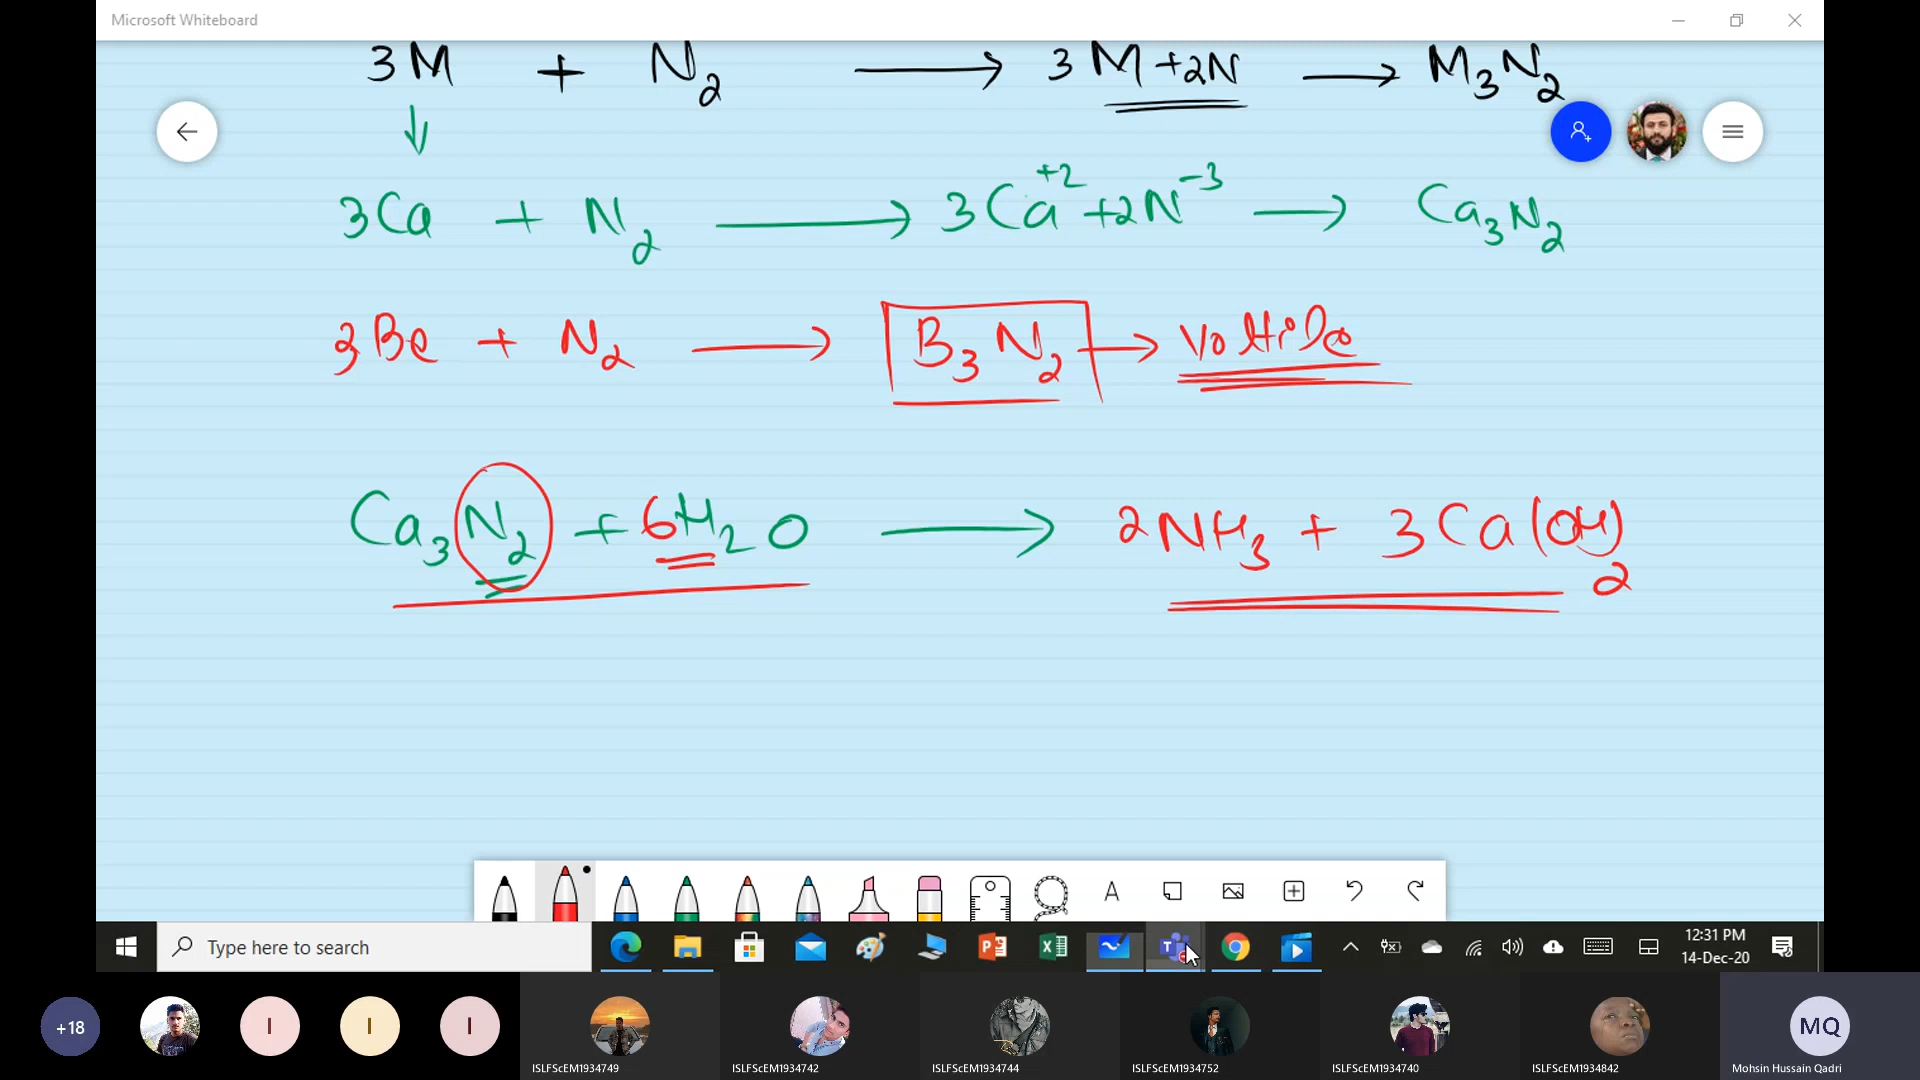 Microsoft Whiteboard
3M + N2 → 3M+2N → M3N2
↓
3Ca + N2 → 3Ca+2 +2N-3 → Ca3N2
3Be + N2 → B3N2 → Voltile
Ca3N2 + 6H2O → 2NH3 + 3Ca(OH)2
A
Type here to search
12:31 PM
14-Dec-20
+18
I
I
I
MQ
ISLFScEM1934749
ISLFScEM1934742
ISLFScEM1934744
ISLFScEM1934752
ISLFScEM1934740
ISLFScEM1934842
Mohsin Hussain Qadri